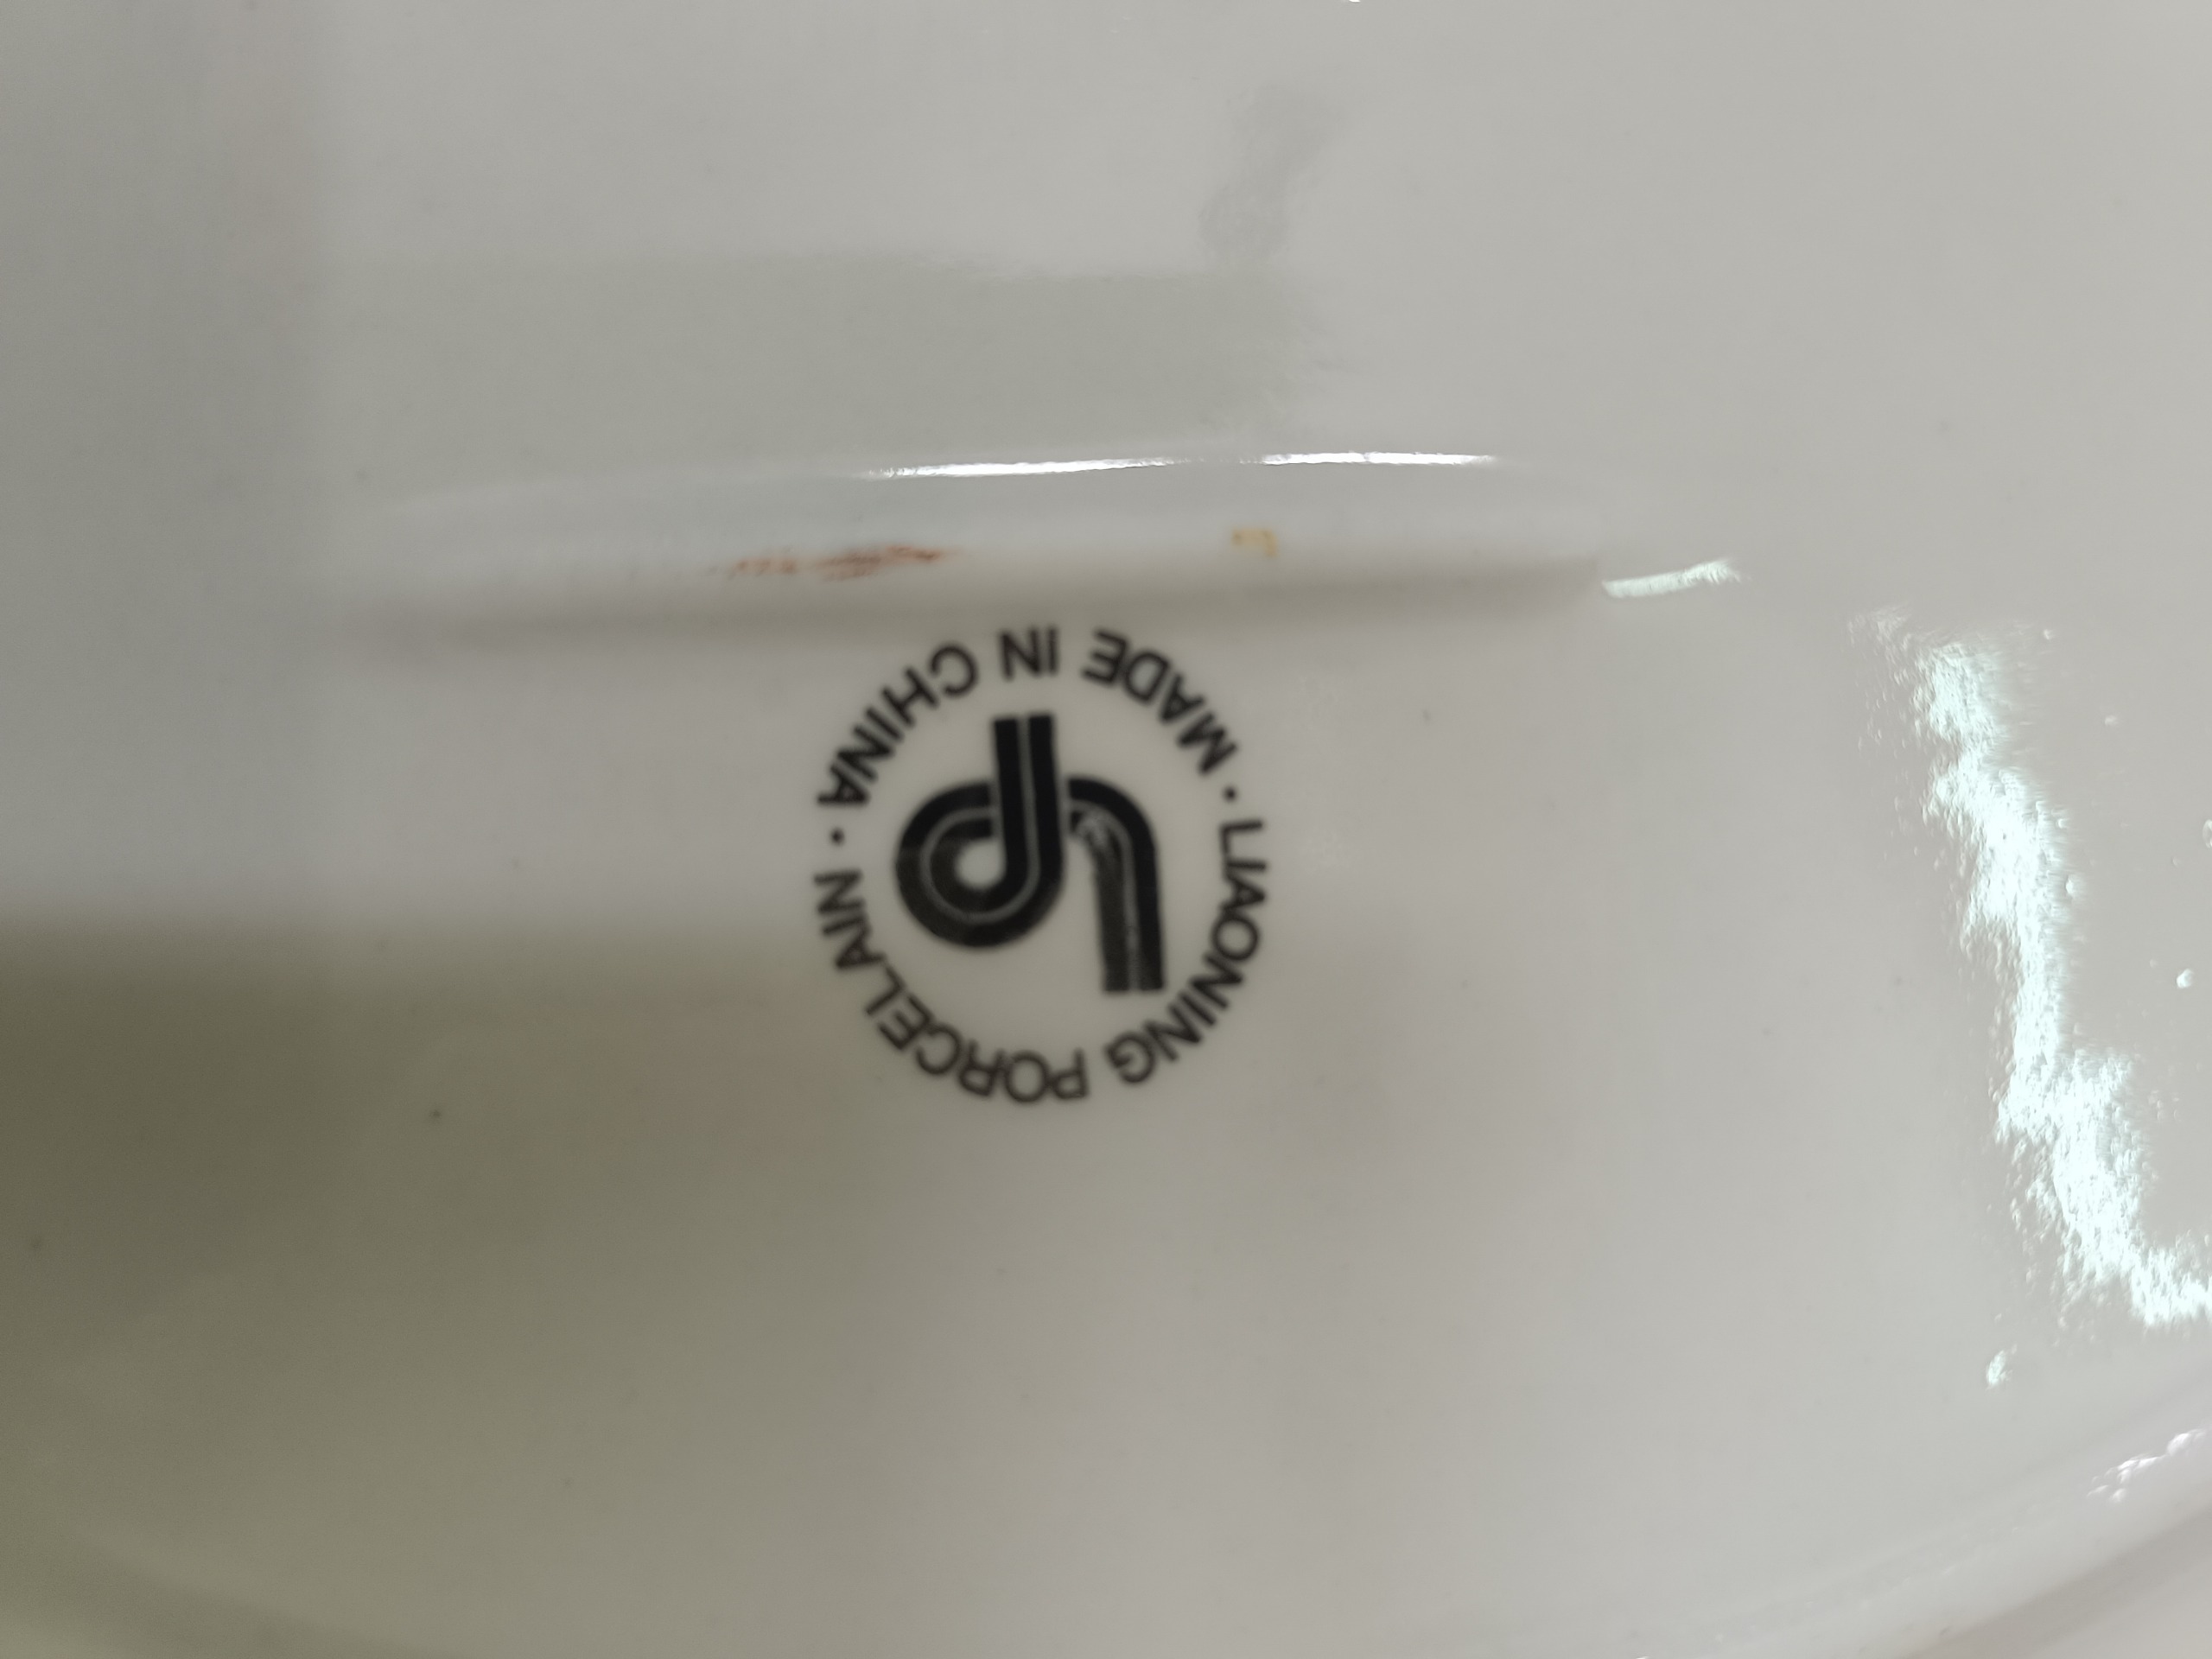 LIAONING PORCELAIN
· MADE IN CHINA ·